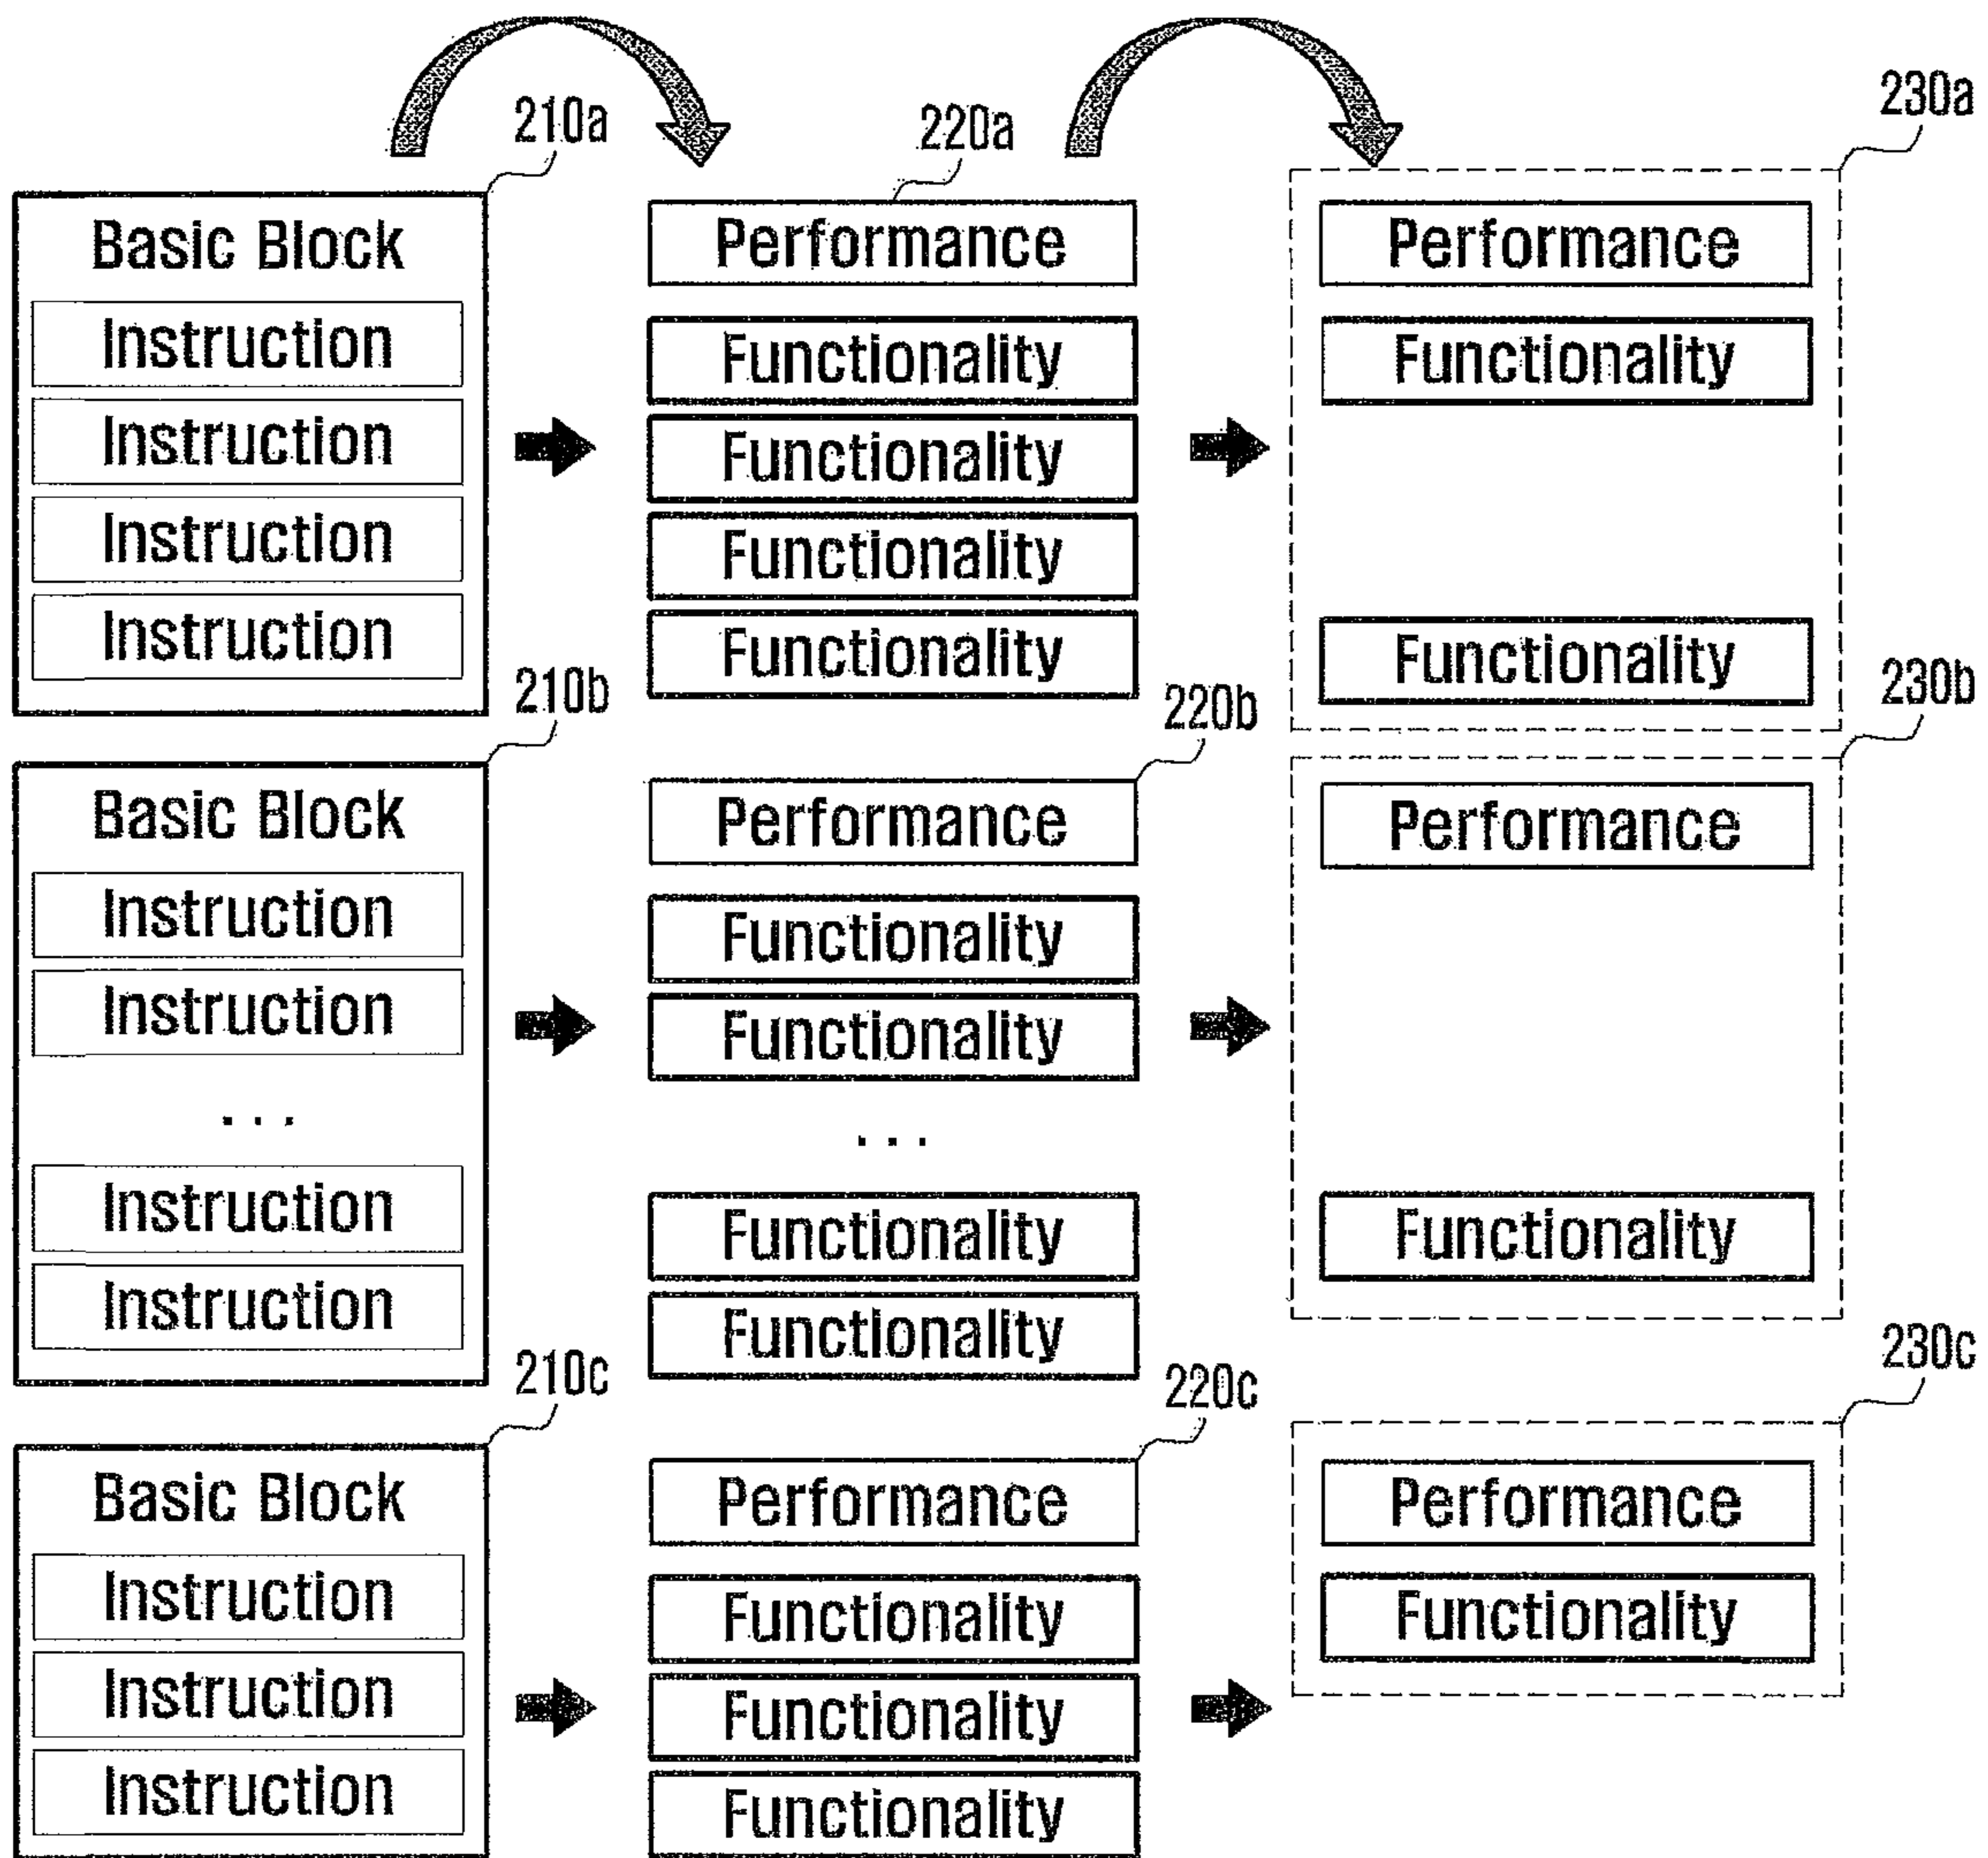 210a
220a
230a
Basic Block
Instruction
Instruction
Instruction
Instruction
Performance
Functionality
Functionality
Functionality
Functionality
Performance
Functionality
Functionality
210b
220b
230b
Basic Block
Instruction
Instruction
...
Instruction
Instruction
Performance
Functionality
Functionality
...
Functionality
Functionality
Performance
Functionality
210c
220c
230c
Basic Block
Instruction
Instruction
Instruction
Performance
Functionality
Functionality
Functionality
Performance
Functionality